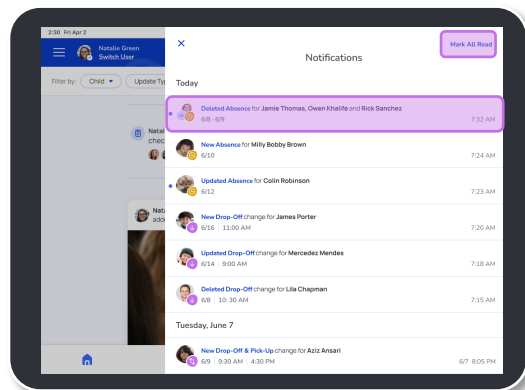 2:30 Fri Apr 2
Natalie Green
Switch User
Filter by: Child Update Ty
Natal
chec
Nata
adde
Mark All Read
Notifications
Today
Deleted Absence for Jamie Thomas, Owen Khalife and Rick Sanchez
6/8 - 6/9 7:32 AM
New Absence for Milly Bobby Brown
6/10 7:24 AM
Updated Absence for Colin Robinson
6/12 7:23 AM
New Drop-Off change for James Porter
6/16 | 11:00 AM 7:20 AM
Updated Drop-Off change for Mercedez Mendes
6/14 | 9:00 AM 7:18 AM
Deleted Drop-Off change for Lila Chapman
6/8 | 10: 30 AM 7:15 AM
Tuesday, June 7
New Drop-Off & Pick-Up change for Aziz Ansari
6/9 | 9:30 AM | 4:30 PM 6/7 8:05 PM